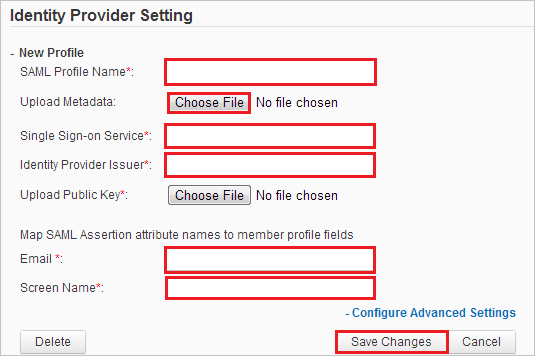 Identity Provider Setting
- New Profile
SAML Profile Name*:
Upload Metadata: Choose File No file chosen
Single Sign-on Service*:
Identity Provider Issuer*:
Upload Public Key*: Choose File No file chosen
Map SAML Assertion attribute names to member profile fields
Email *:
Screen Name*:
- Configure Advanced Settings
Delete Save Changes Cancel